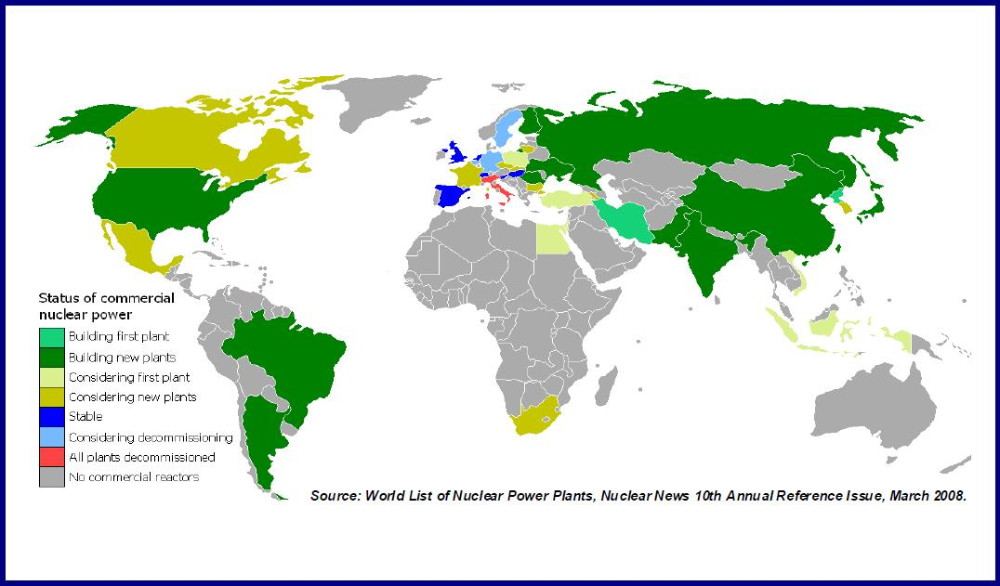 Status of commercial
nuclear power
Building first plant
Building new plants
Considering first plant
Considering new plants
Stable
Considering decommissioning
All plants decommissioned
No commercial reactors
Source: World List of Nuclear Power Plants, Nuclear News 10th Annual Reference Issue, March 2008.